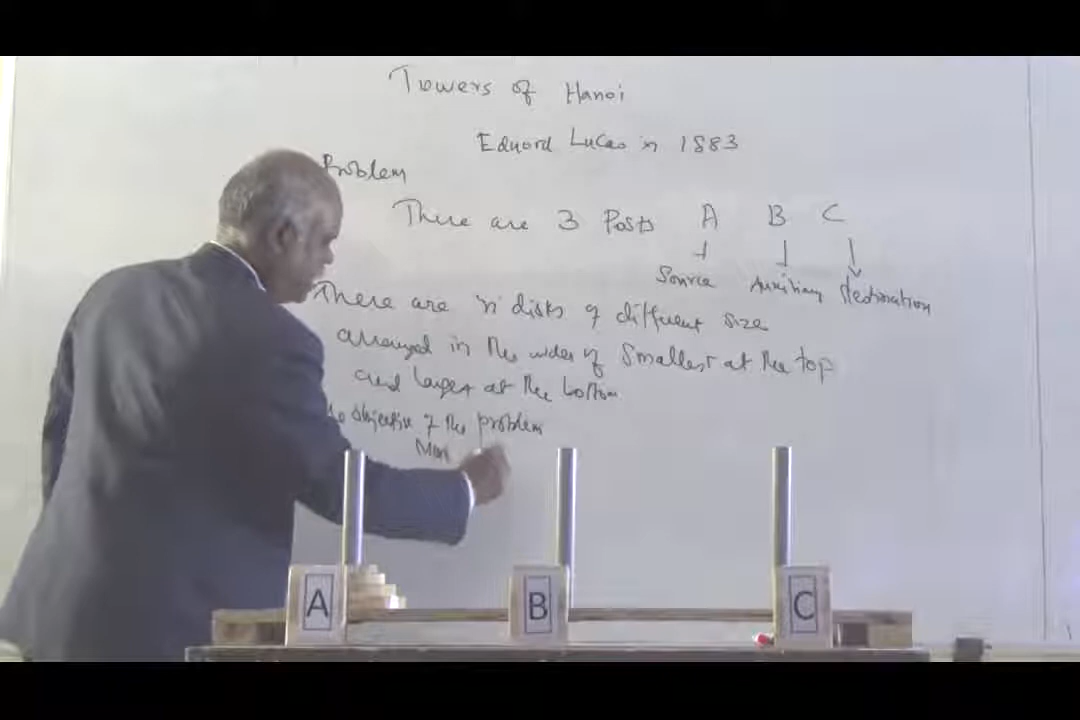 Towers of Hanoi
Eduord Lucas in 1883
Problem
There are 3 Posts A B C
Source Auxiliary Destination
There are 'n' disks of different size
arranged in the order of smallest at the top
and larger at the bottom
objective of the problem
A B C